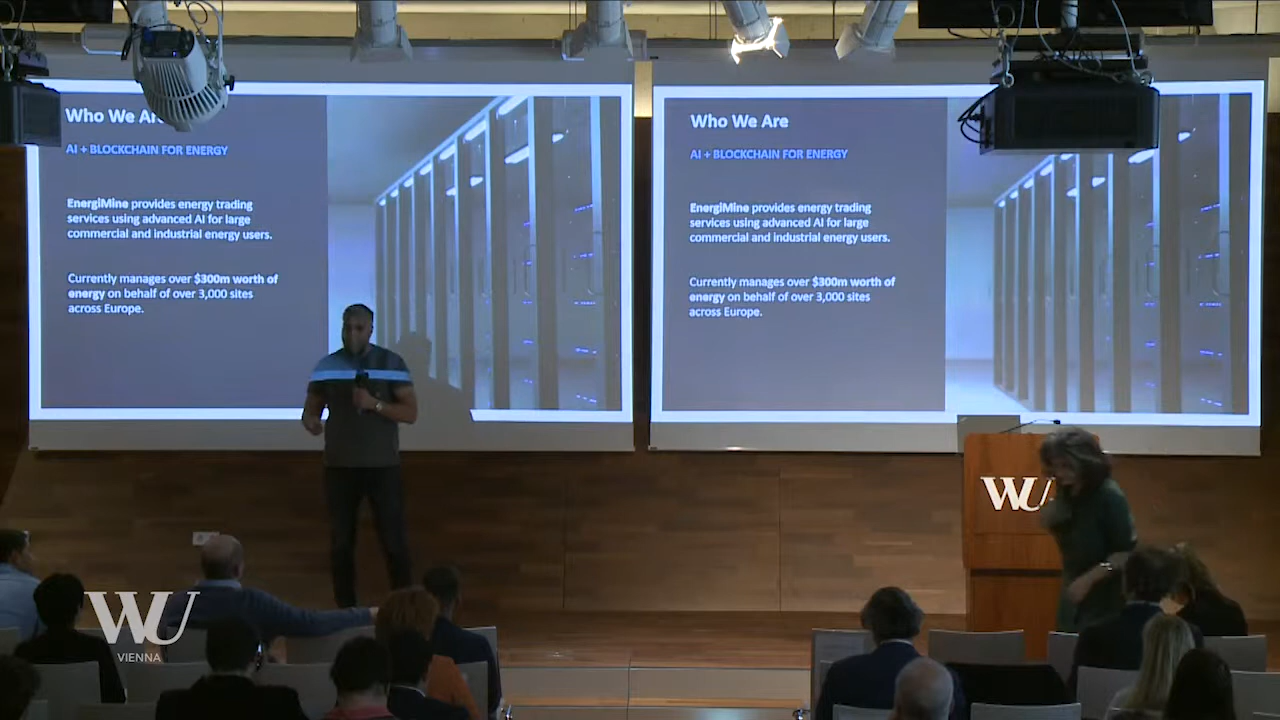 Who We Are
AI + BLOCKCHAIN FOR ENERGY
EnergiMine provides energy trading
services using advanced AI for large
commercial and industrial energy users.
Currently manages over $300m worth of
energy on behalf of over 3,000 sites
across Europe.
Who We Are
AI + BLOCKCHAIN FOR ENERGY
EnergiMine provides energy trading
services using advanced AI for large
commercial and industrial energy users.
Currently manages over $300m worth of
energy on behalf of over 3,000 sites
across Europe.
WU
WU
VIENNA